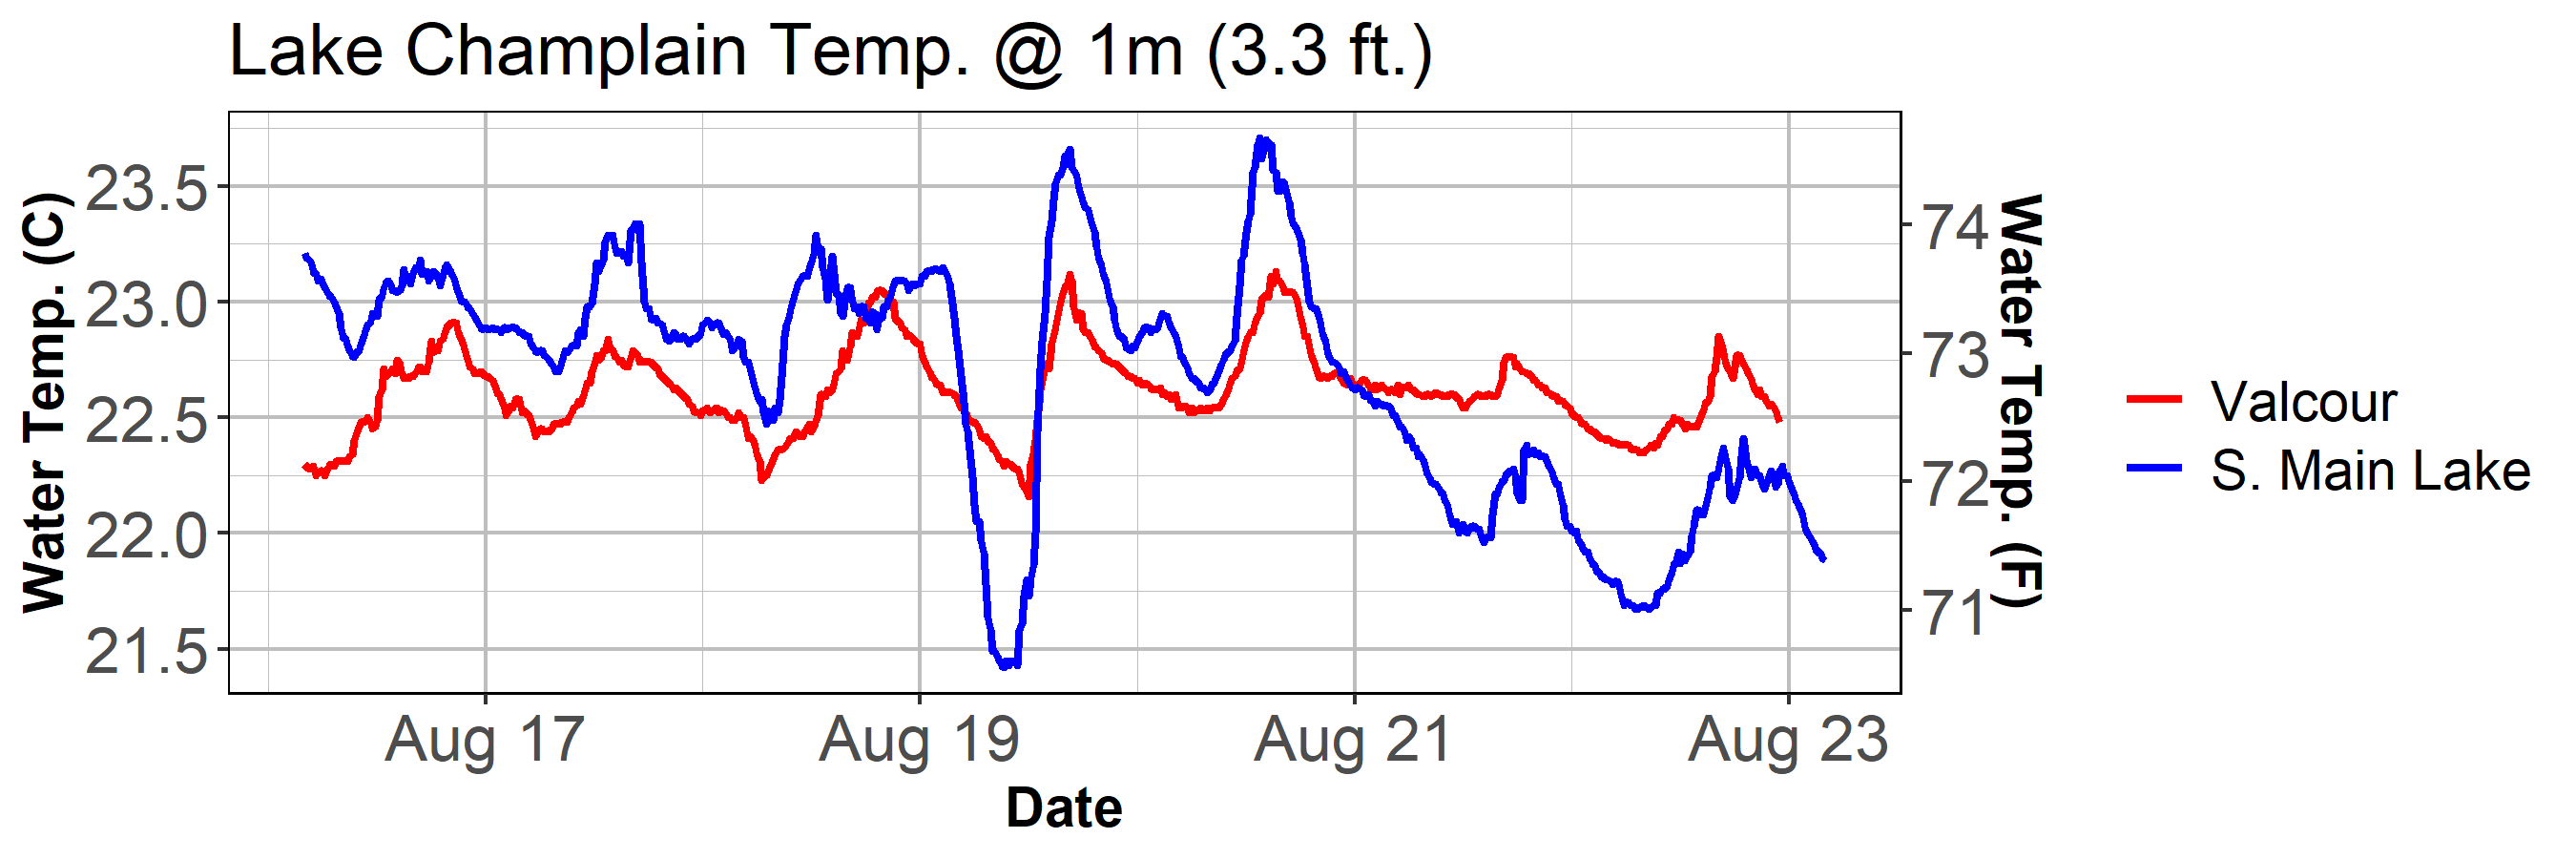 Lake Champlain Temp. @ 1m (3.3 ft.)
Water Temp. (C)
23.5
23.0
22.5
22.0
21.5
74
73
72
71
Water Temp. (F)
Aug 17
Aug 19
Aug 21
Aug 23
Date
Valcour
S. Main Lake